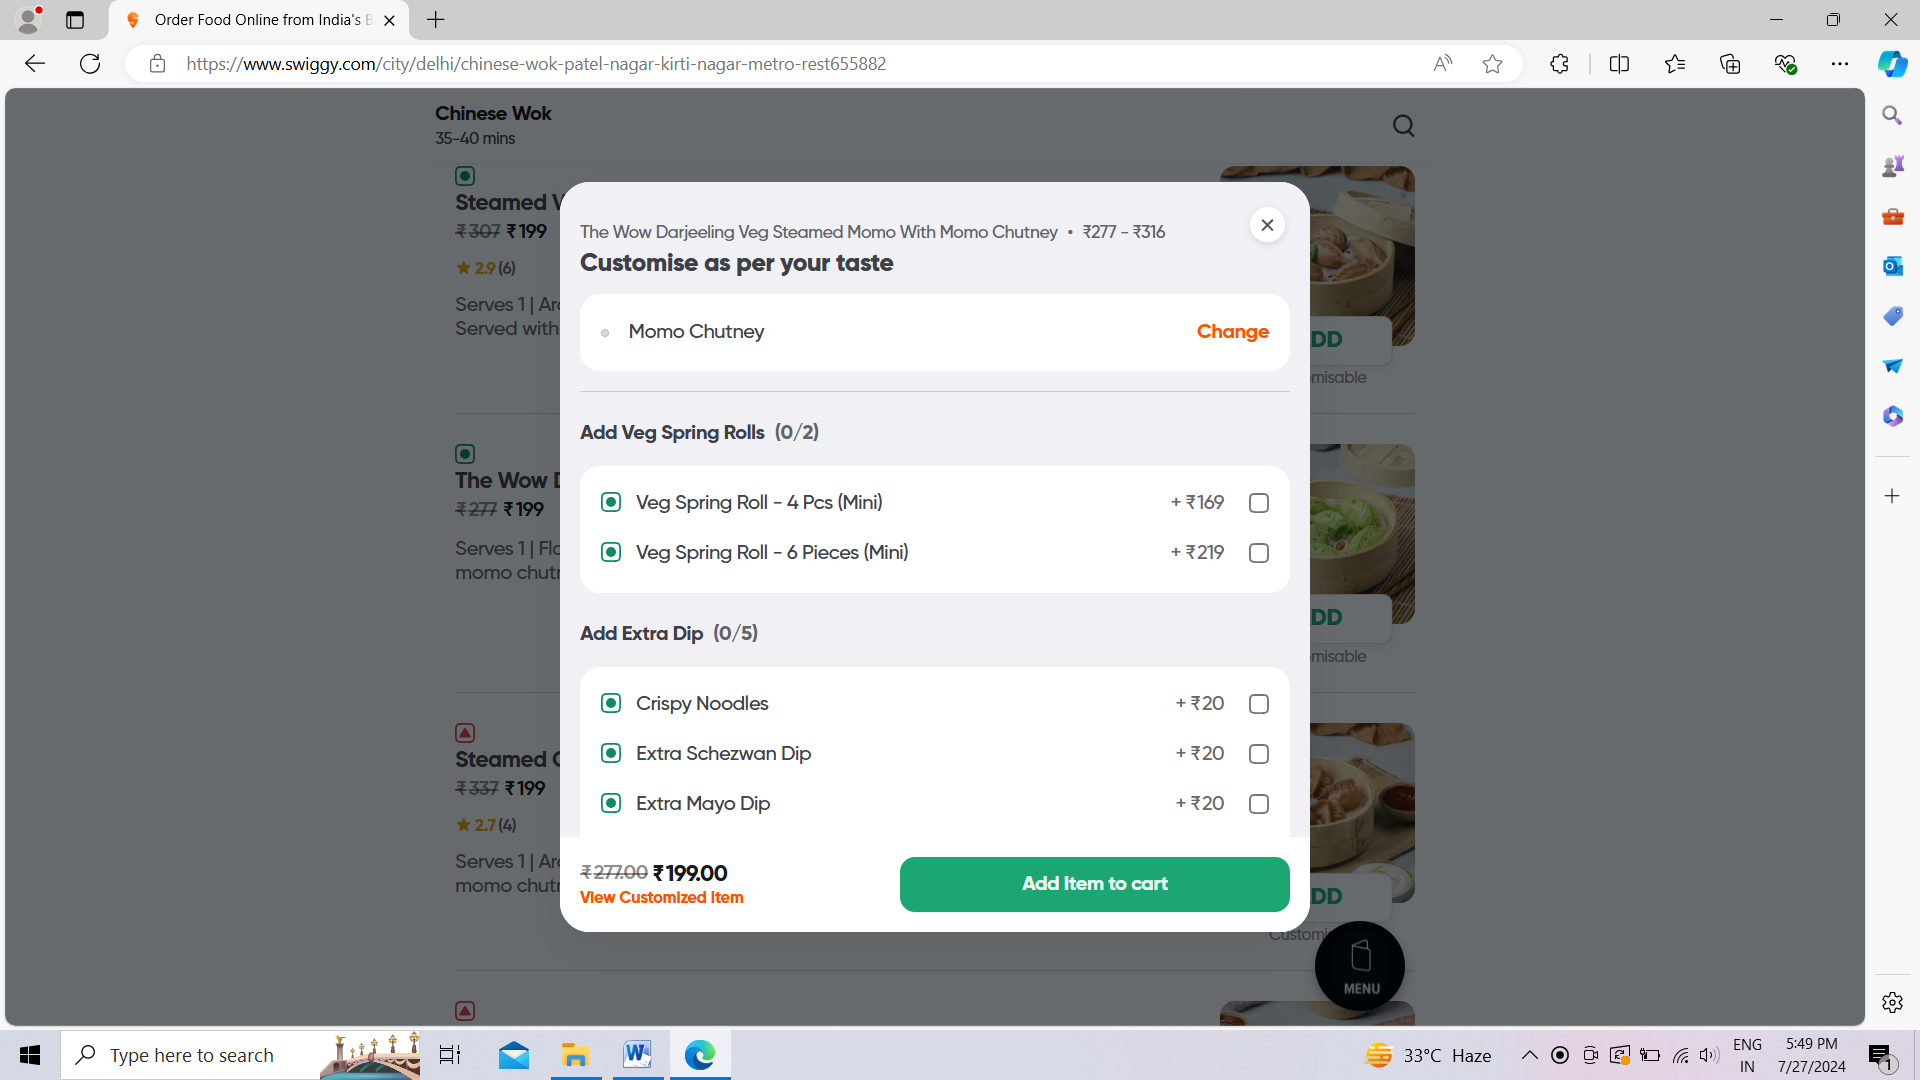 Order Food Online from India's B
https://www.swiggy.com/city/delhi/chinese-wok-patel-nagar-kirti-nagar-metro-rest655882
Chinese Wok
35-40 mins
Steamed V
₹307 ₹199
2.9 (6)
Serves 1 | Aro
Served with
DD
misable
The Wow D
₹277 ₹199
Serves 1 | Flo
momo chutn
DD
misable
Steamed C
₹337 ₹199
2.7 (4)
Serves 1 | Aro
momo chutn
DD
Customi
MENU
The Wow Darjeeling Veg Steamed Momo With Momo Chutney • ₹277 - ₹316
Customise as per your taste
Momo Chutney Change
Add Veg Spring Rolls (0/2)
Veg Spring Roll - 4 Pcs (Mini) + ₹169
Veg Spring Roll - 6 Pieces (Mini) + ₹219
Add Extra Dip (0/5)
Crispy Noodles + ₹20
Extra Schezwan Dip + ₹20
Extra Mayo Dip + ₹20
₹277.00 ₹199.00
View Customized Item
Add Item to cart
Type here to search
33°C Haze
ENG
IN
5:49 PM
7/27/2024
1